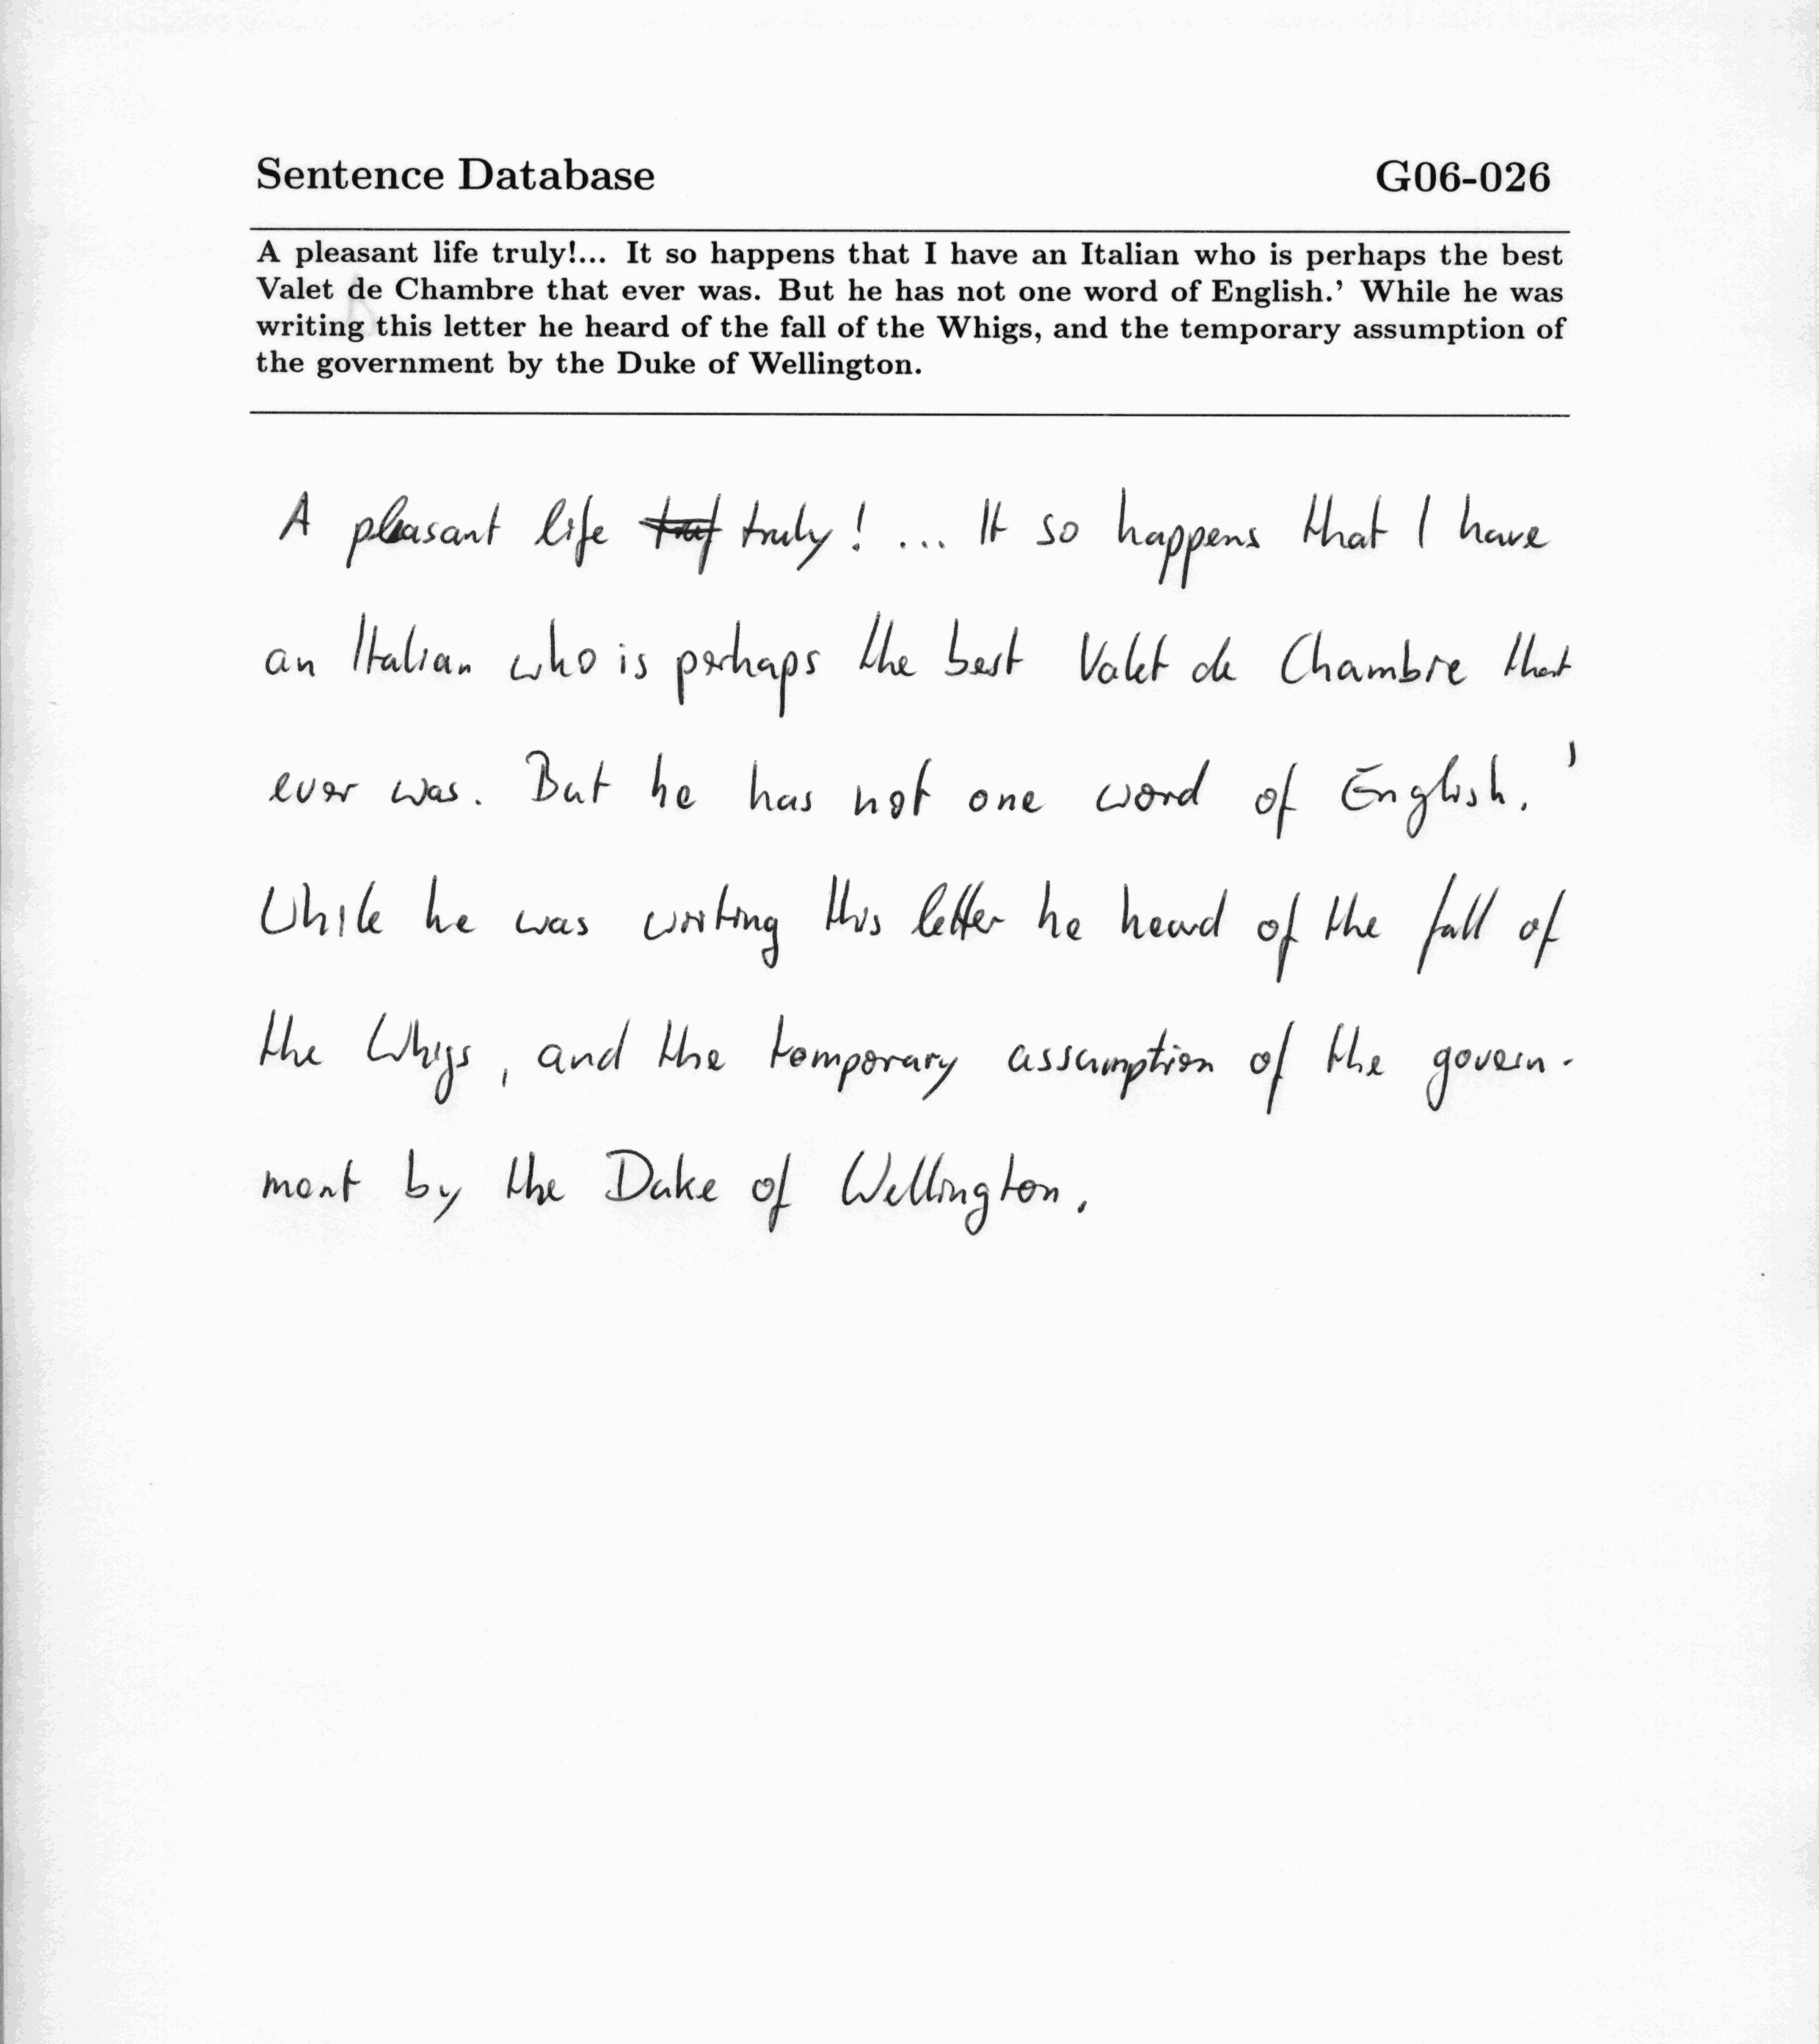 Sentence Database G06-026
A pleasant life truly!... It so happens that I have an Italian who is perhaps the best
Valet de Chambre that ever was. But he has not one word of English.' While he was
writing this letter he heard of the fall of the Whigs, and the temporary assumption of
the government by the Duke of Wellington.
A pleasant life truly! ... It so happens that I have
an Italian who is perhaps the best Valet de Chambre that
ever was. But he has not one word of English.'
While he was writing this letter he heard of the fall of
the Whigs, and the temporary assumption of the govern-
ment by the Duke of Wellington.